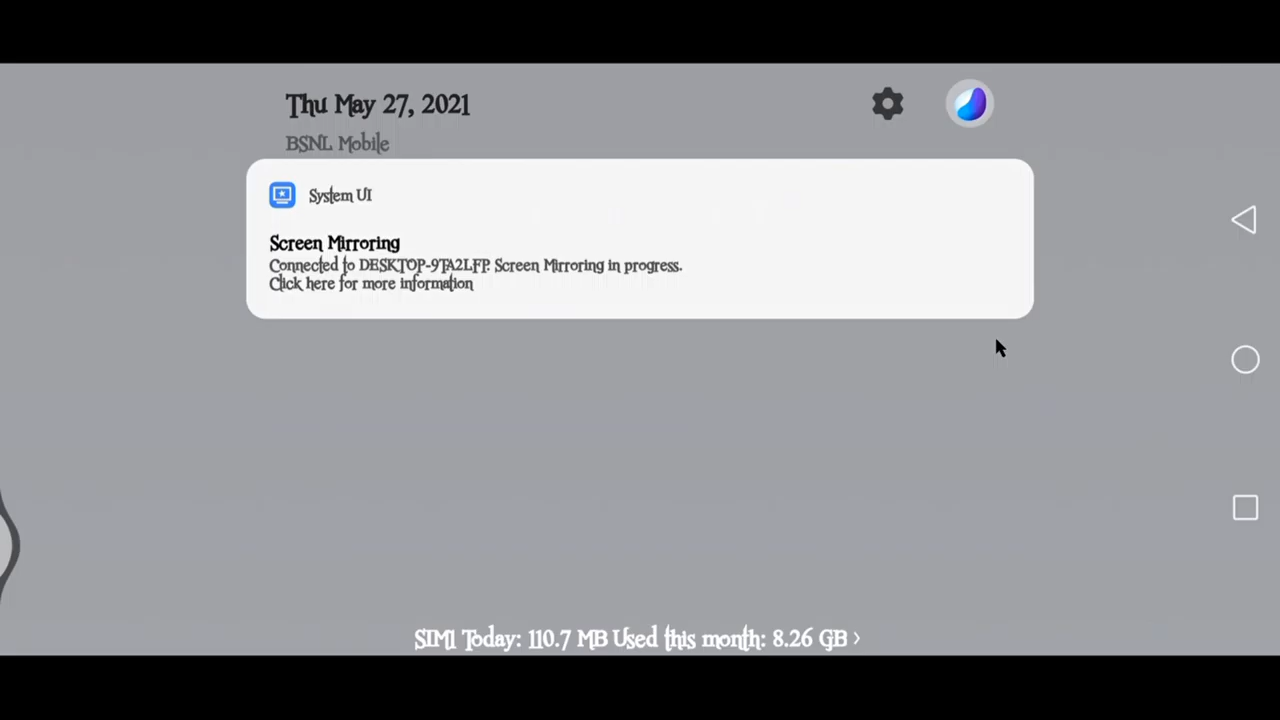 Thu May 27, 2021
BSNL Mobile
System UI
Screen Mirroring
Connected to DESKTOP-9TA2LFP. Screen Mirroring in progress.
Click here for more information
SIM1 Today: 110.7 MB Used this month: 8.26 GB ›